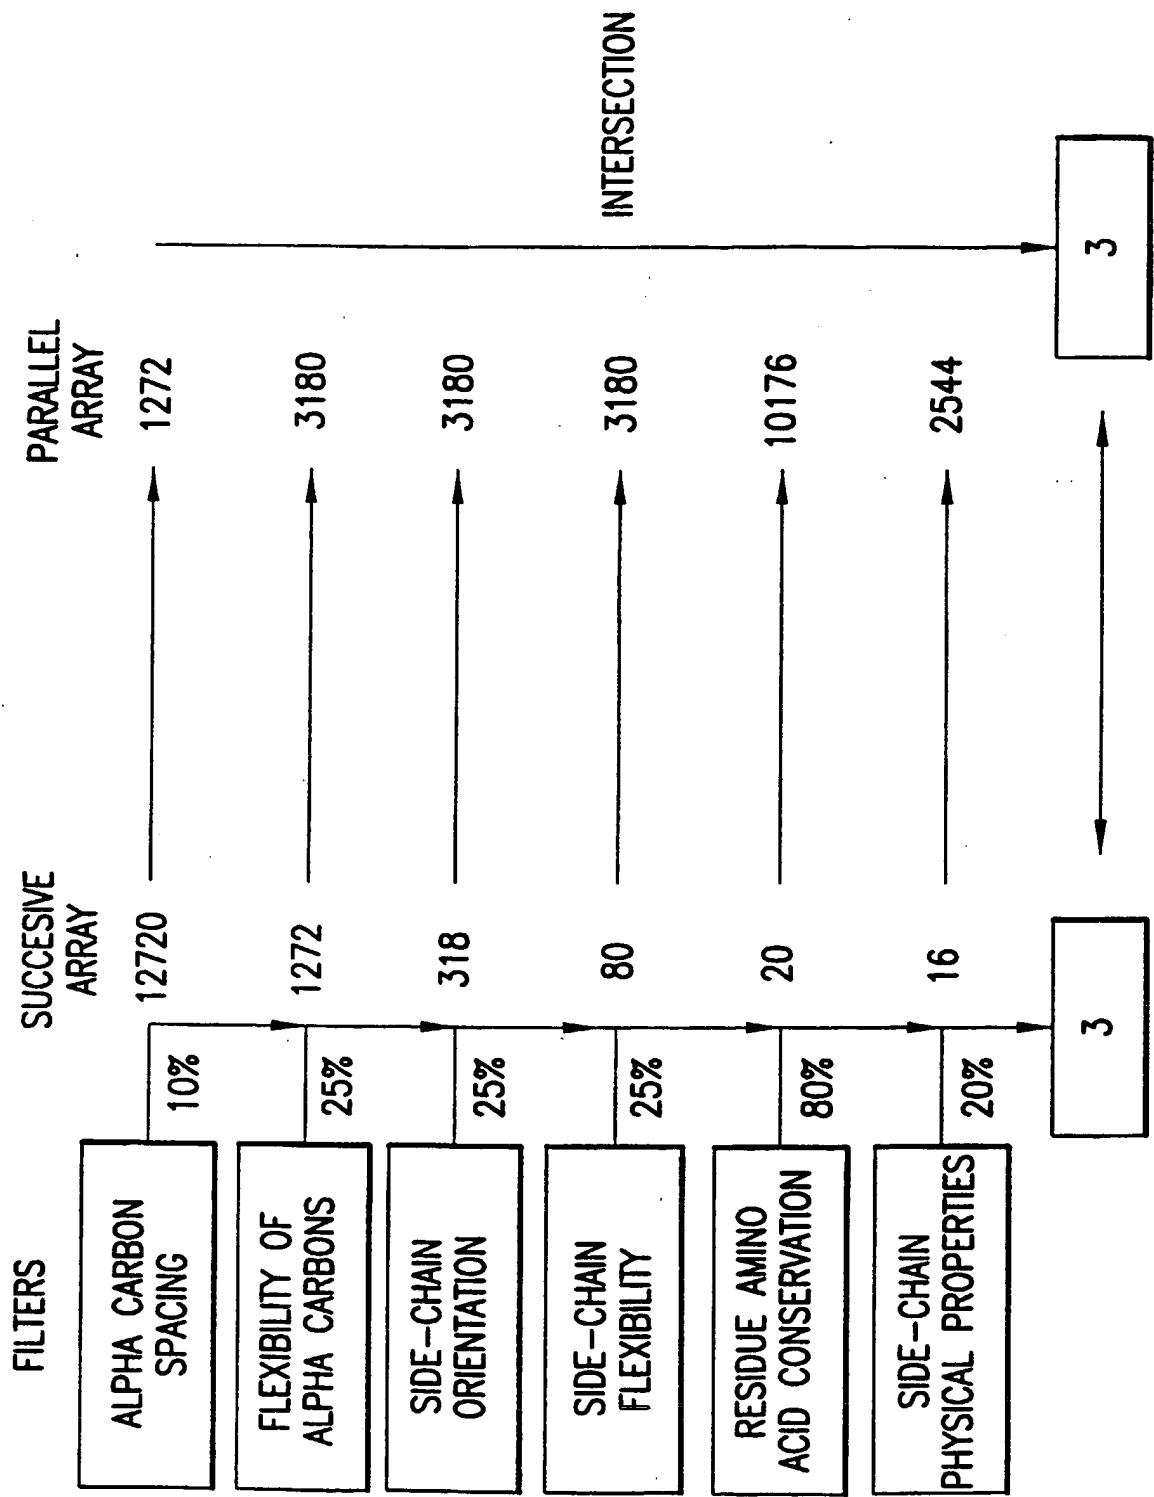 FILTERS
SUCCESIVE
ARRAY
PARALLEL
ARRAY
ALPHA CARBON
SPACING
10%
12720
1272
FLEXIBILITY OF
ALPHA CARBONS
25%
1272
3180
SIDE-CHAIN
ORIENTATION
25%
318
3180
SIDE-CHAIN
FLEXIBILITY
25%
80
3180
INTERSECTION
RESIDUE AMINO
ACID CONSERVATION
80%
20
10176
SIDE-CHAIN
PHYSICAL PROPERTIES
20%
16
2544
3
3